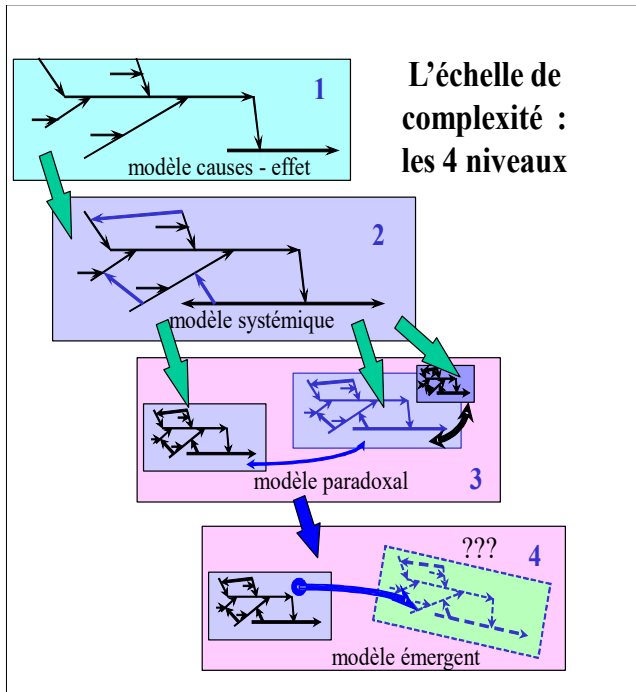 L'échelle de
complexité :
les 4 niveaux
1
modèle causes - effet
2
modèle systémique
modèle paradoxal
3
???
4
modèle émergent